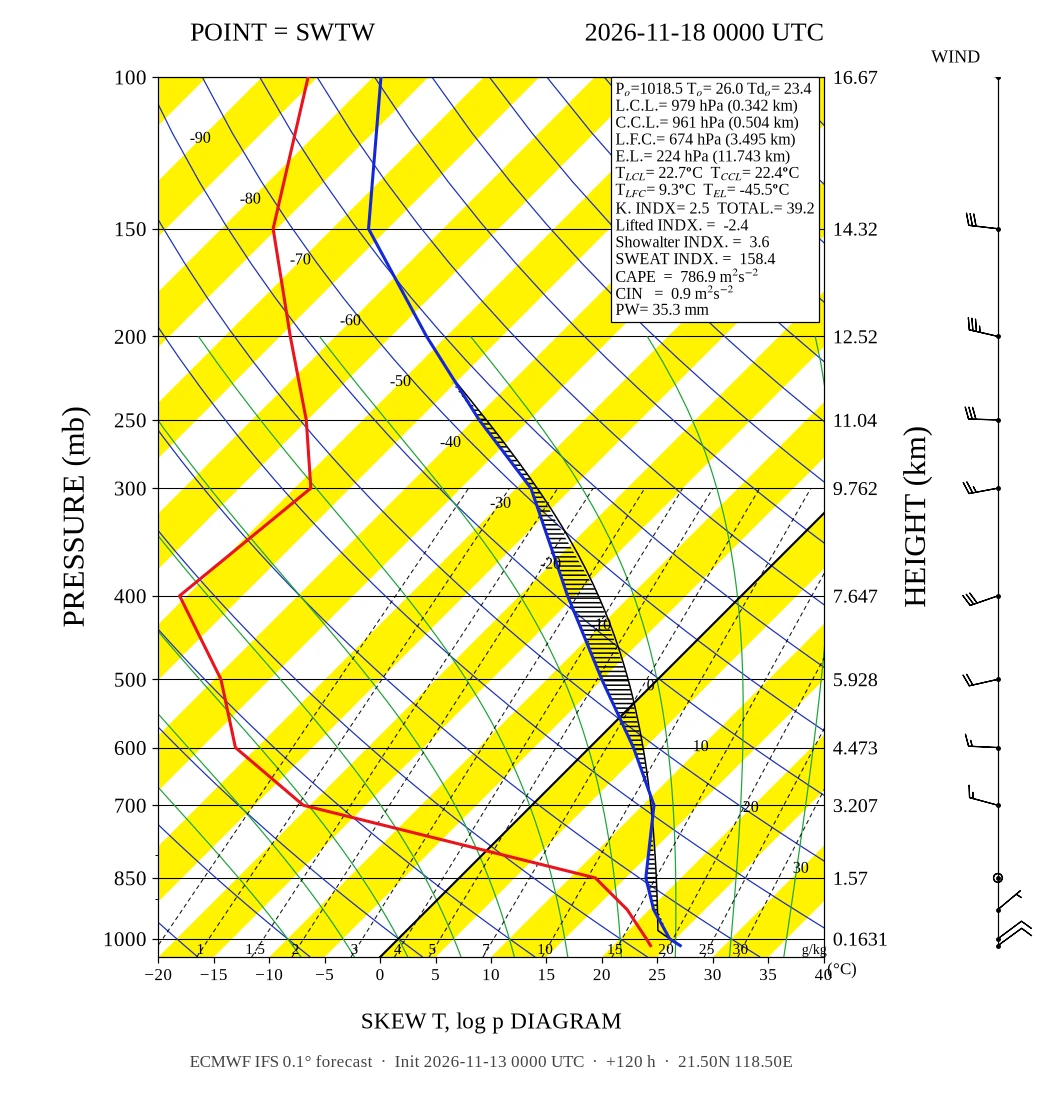 POINT = SWTW 2026-11-18 0000 UTC
WIND
100 16.67
Po=1018.5 To= 26.0 Tdo= 23.4
L.C.L.= 979 hPa (0.342 km)
C.C.L.= 961 hPa (0.504 km)
L.F.C.= 674 hPa (3.495 km)
E.L.= 224 hPa (11.743 km)
TLCL= 22.7°C TCCL= 22.4°C
TLFC= 9.3°C TEL= -45.5°C
K. INDX= 2.5 TOTAL.= 39.2
Lifted INDX. = -2.4
Showalter INDX. = 3.6
SWEAT INDX. = 158.4
CAPE = 786.9 m²s⁻²
CIN = 0.9 m²s⁻²
PW= 35.3 mm
-90
-80
150 14.32
-70
-60
200 12.52
-50
250 11.04
-40
300 9.762
-30
-20
400 7.647
-10
500 5.928
0
10
600 4.473
700 20 3.207
30
850 1.57
1000 0.1631
1 1.5 2 3 4 5 7 10 15 20 25 30 g/kg
−20 −15 −10 −5 0 5 10 15 20 25 30 35 40 (°C)
PRESSURE (mb)
HEIGHT (km)
SKEW T, log p DIAGRAM
ECMWF IFS 0.1° forecast · Init 2026-11-13 0000 UTC · +120 h · 21.50N 118.50E